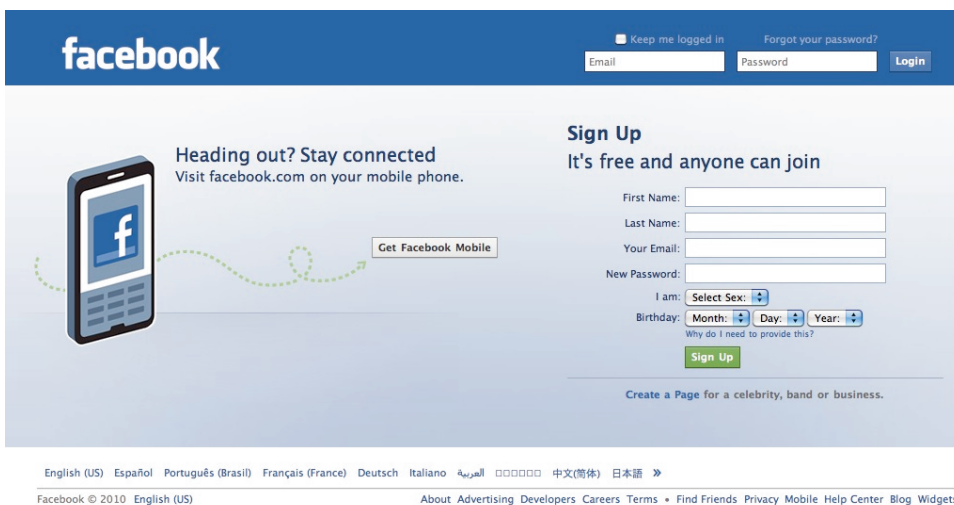 facebook
Keep me logged in Forgot your password?
Email Password Login
Heading out? Stay connected
Visit facebook.com on your mobile phone.
f
Get Facebook Mobile
Sign Up
It's free and anyone can join
First Name:
Last Name:
Your Email:
New Password:
I am: Select Sex:
Birthday: Month: Day: Year:
Why do I need to provide this?
Sign Up
Create a Page for a celebrity, band or business.
English (US) Español Português (Brasil) Français (France) Deutsch Italiano العربية □□□□□□ 中文(简体) 日本語 »
Facebook © 2010 English (US) About Advertising Developers Careers Terms • Find Friends Privacy Mobile Help Center Blog Widgets